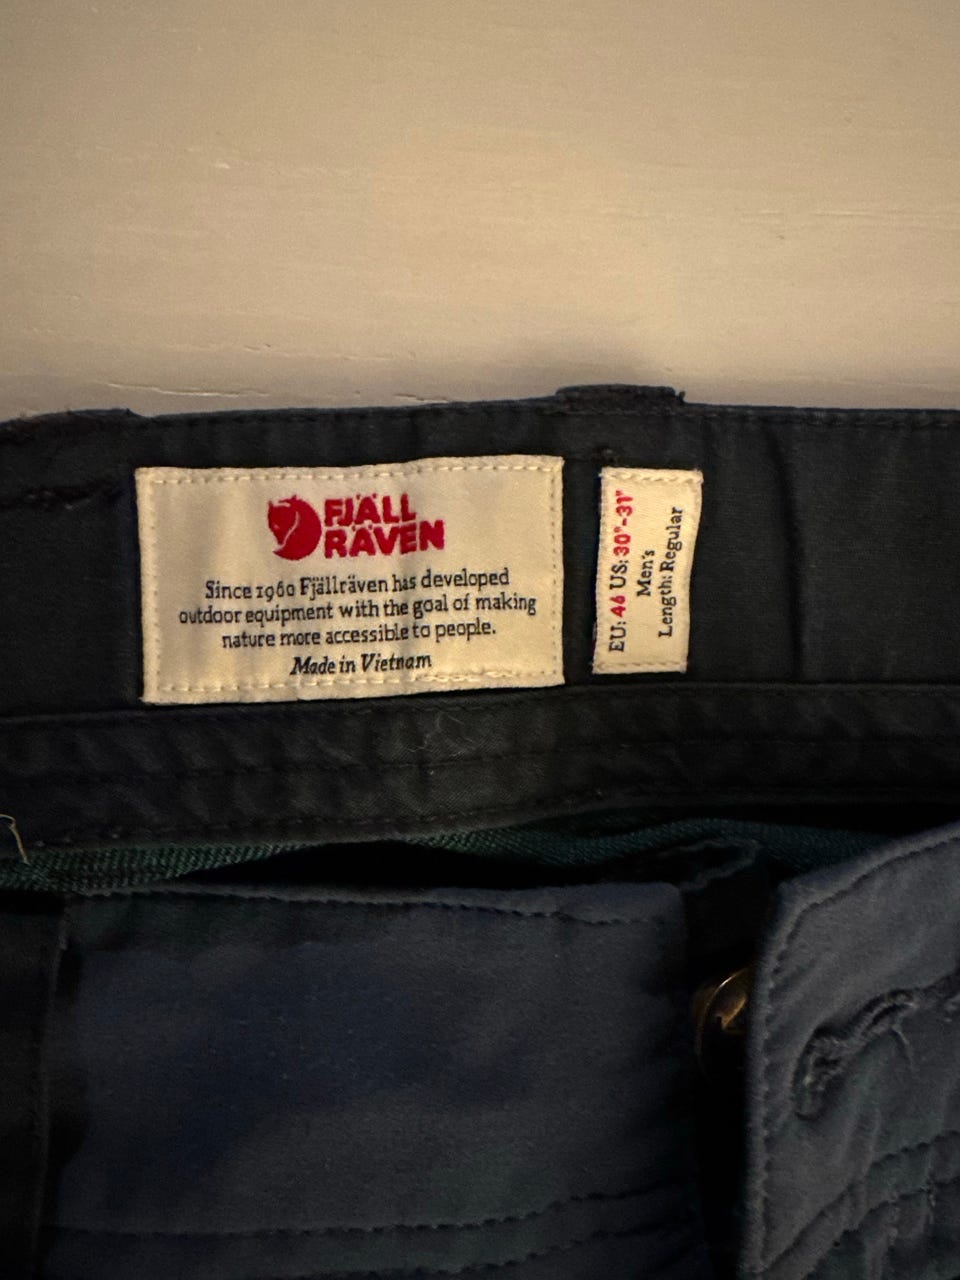 FJÄLL
RÄVEN
Since 1960 Fjällräven has developed
outdoor equipment with the goal of making
nature more accessible to people.
Made in Vietnam
EU: 46 US: 30"-31"
Men's
Length: Regular